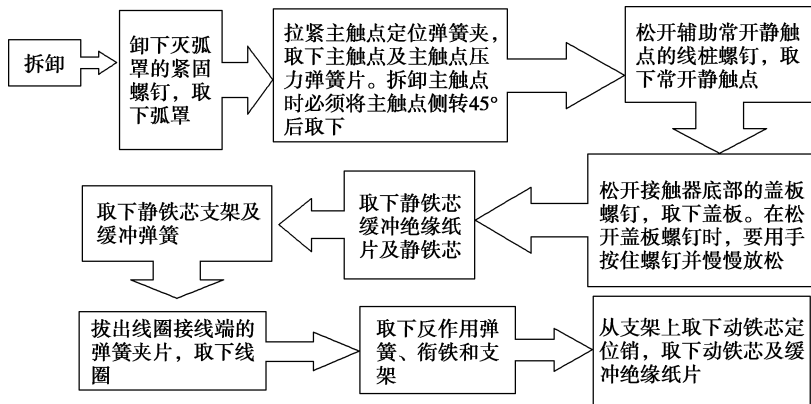 拆卸
卸下灭弧
罩的紧固
螺钉，取
下弧罩
拉紧主触点定位弹簧夹，
取下主触点及主触点压
力弹簧片。拆卸主触点
时必须将主触点侧转45°
后取下
松开辅助常开静触
点的线桩螺钉，取
下常开静触点
松开接触器底部的盖板
螺钉，取下盖板。在松
开盖板螺钉时，要用手
按住螺钉并慢慢放松
取下静铁芯
缓冲绝缘纸
片及静铁芯
取下静铁芯支架及
缓冲弹簧
拔出线圈接线端的
弹簧夹片，取下线
圈
取下反作用弹
簧、衔铁和支
架
从支架上取下动铁芯定
位销，取下动铁芯及缓
冲绝缘纸片